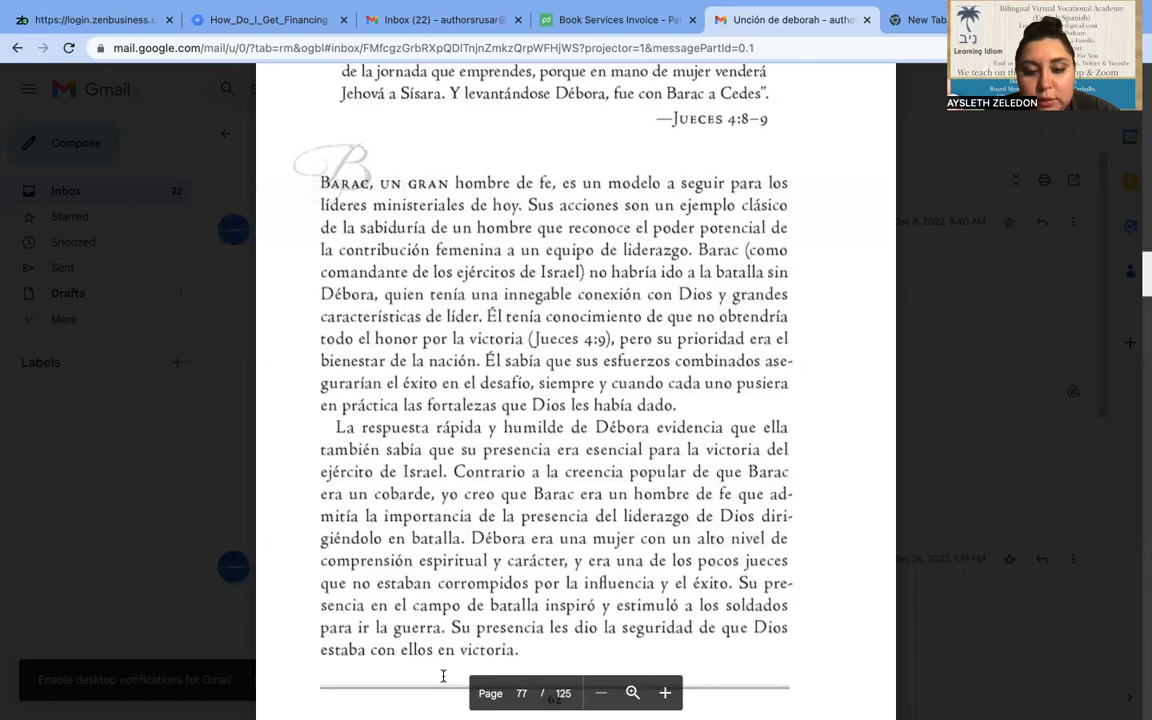 https://login.zenbusiness.c
How_Do_I_Get_Financing_
Inbox (22) - authorsrusar@
Book Services Invoice - Pa
Unción de deborah - autho
New Tab
mail.google.com/mail/u/0/?tab=rm&ogbl#inbox/FMfcgzGrbRXpQDlTnjnZmkzQrpWFHjWS?projector=1&messagePartId=0.1
Bilingual Virtual Vocational Academy
Learning Idiom
AYSLETH ZELEDON
Gmail
Compose
Inbox 22
Starred
Snoozed
Sent
Drafts
More
Labels
Dec 8, 2022, 8:40 AM
Dec 26, 2022, 1:19 PM
Enable desktop notifications for Gmail
de la jornada que emprendes, porque en mano de mujer venderá
Jehová a Sísara. Y levantándose Débora, fue con Barac a Cedes”.
—Jueces 4:8–9
B
Barac, un gran hombre de fe, es un modelo a seguir para los
líderes ministeriales de hoy. Sus acciones son un ejemplo clásico
de la sabiduría de un hombre que reconoce el poder potencial de
la contribución femenina a un equipo de liderazgo. Barac (como
comandante de los ejércitos de Israel) no habría ido a la batalla sin
Débora, quien tenía una innegable conexión con Dios y grandes
características de líder. Él tenía conocimiento de que no obtendría
todo el honor por la victoria (Jueces 4:9), pero su prioridad era el
bienestar de la nación. Él sabía que sus esfuerzos combinados ase-
gurarían el éxito en el desafío, siempre y cuando cada uno pusiera
en práctica las fortalezas que Dios les había dado.
La respuesta rápida y humilde de Débora evidencia que ella
también sabía que su presencia era esencial para la victoria del
ejército de Israel. Contrario a la creencia popular de que Barac
era un cobarde, yo creo que Barac era un hombre de fe que ad-
mitía la importancia de la presencia del liderazgo de Dios diri-
giéndolo en batalla. Débora era una mujer con un alto nivel de
comprensión espiritual y carácter, y era una de los pocos jueces
que no estaban corrompidos por la influencia y el éxito. Su pre-
sencia en el campo de batalla inspiró y estimuló a los soldados
para ir la guerra. Su presencia les dio la seguridad de que Dios
estaba con ellos en victoria.
Page 77 / 125
62